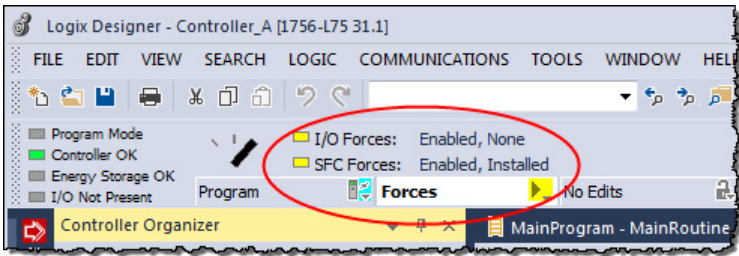 Logix Designer - Controller_A [1756-L75 31.1]
FILE EDIT VIEW SEARCH LOGIC COMMUNICATIONS TOOLS WINDOW HELP
Program Mode
Controller OK
Energy Storage OK
I/O Not Present
I/O Forces: Enabled, None
SFC Forces: Enabled, Installed
Program Forces No Edits
Controller Organizer MainProgram - MainRoutine